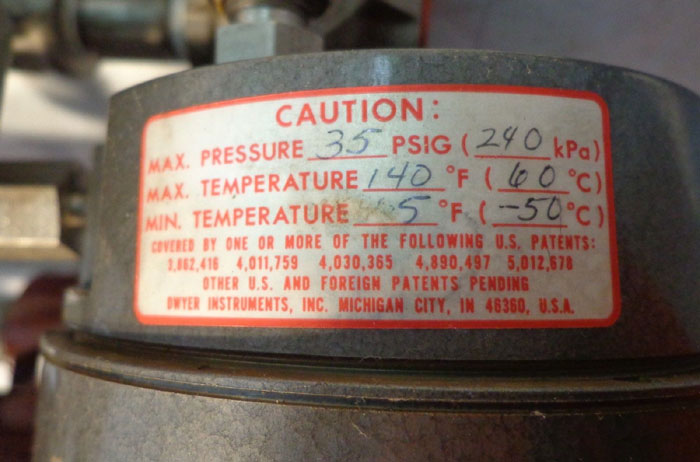 CAUTION:
MAX. PRESSURE 35 PSIG (240 kPa)
MAX. TEMPERATURE 140 °F (60 °C)
MIN. TEMPERATURE 5 °F (-50 °C)
COVERED BY ONE OR MORE OF THE FOLLOWING U.S. PATENTS:
3,862,416 4,011,759 4,030,365 4,890,497 5,012,678
OTHER U.S. AND FOREIGN PATENTS PENDING
DWYER INSTRUMENTS, INC. MICHIGAN CITY, IN 46360, U.S.A.